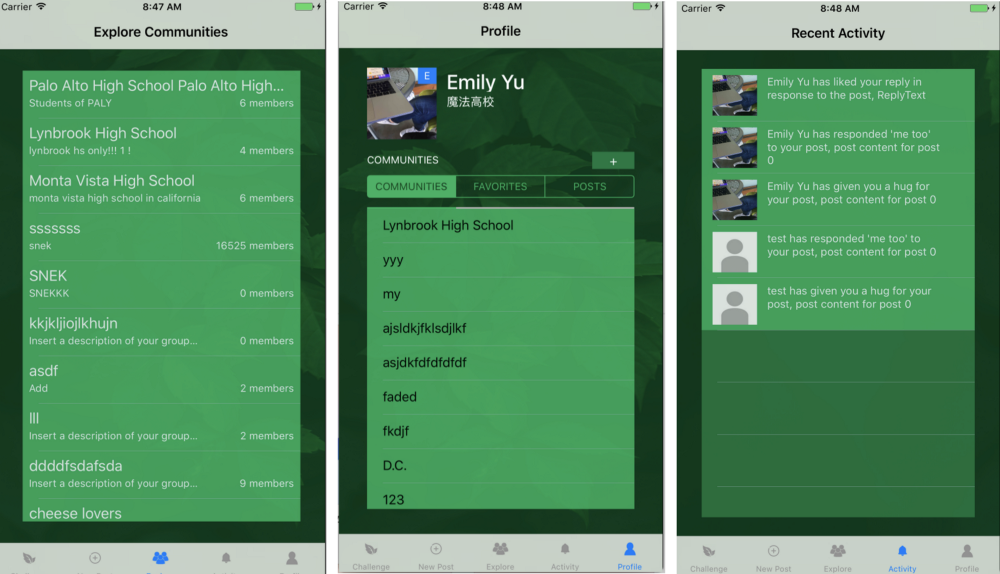 Carrier 8:47 AM
Explore Communities
Palo Alto High School Palo Alto High...
Students of PALY 6 members
Lynbrook High School
lynbrook hs only!!! 1 ! 4 members
Monta Vista High School
monta vista high school in california 6 members
sssssss
snek 16525 members
SNEK
SNEKKK 0 members
kkjkljiojlkhujn
Insert a description of your group... 0 members
asdf
Add 2 members
lll
Insert a description of your group... 2 members
ddddfsdafsda
Insert a description of your group... 9 members
cheese lovers
Carrier 8:48 AM
Profile
E
Emily Yu
魔法高校
COMMUNITIES +
COMMUNITIES FAVORITES POSTS
Lynbrook High School
yyy
my
ajsldkjfklsdjlkf
asjdkfdfdfdfdf
faded
fkdjf
D.C.
123
Challenge New Post Explore Activity Profile
Carrier 8:48 AM
Recent Activity
Emily Yu has liked your reply in
response to the post, ReplyText
Emily Yu has responded 'me too'
to your post, post content for post
0
Emily Yu has given you a hug for
your post, post content for post 0
test has responded 'me too' to
your post, post content for post 0
test has given you a hug for your
post, post content for post 0
Challenge New Post Explore Activity Profile